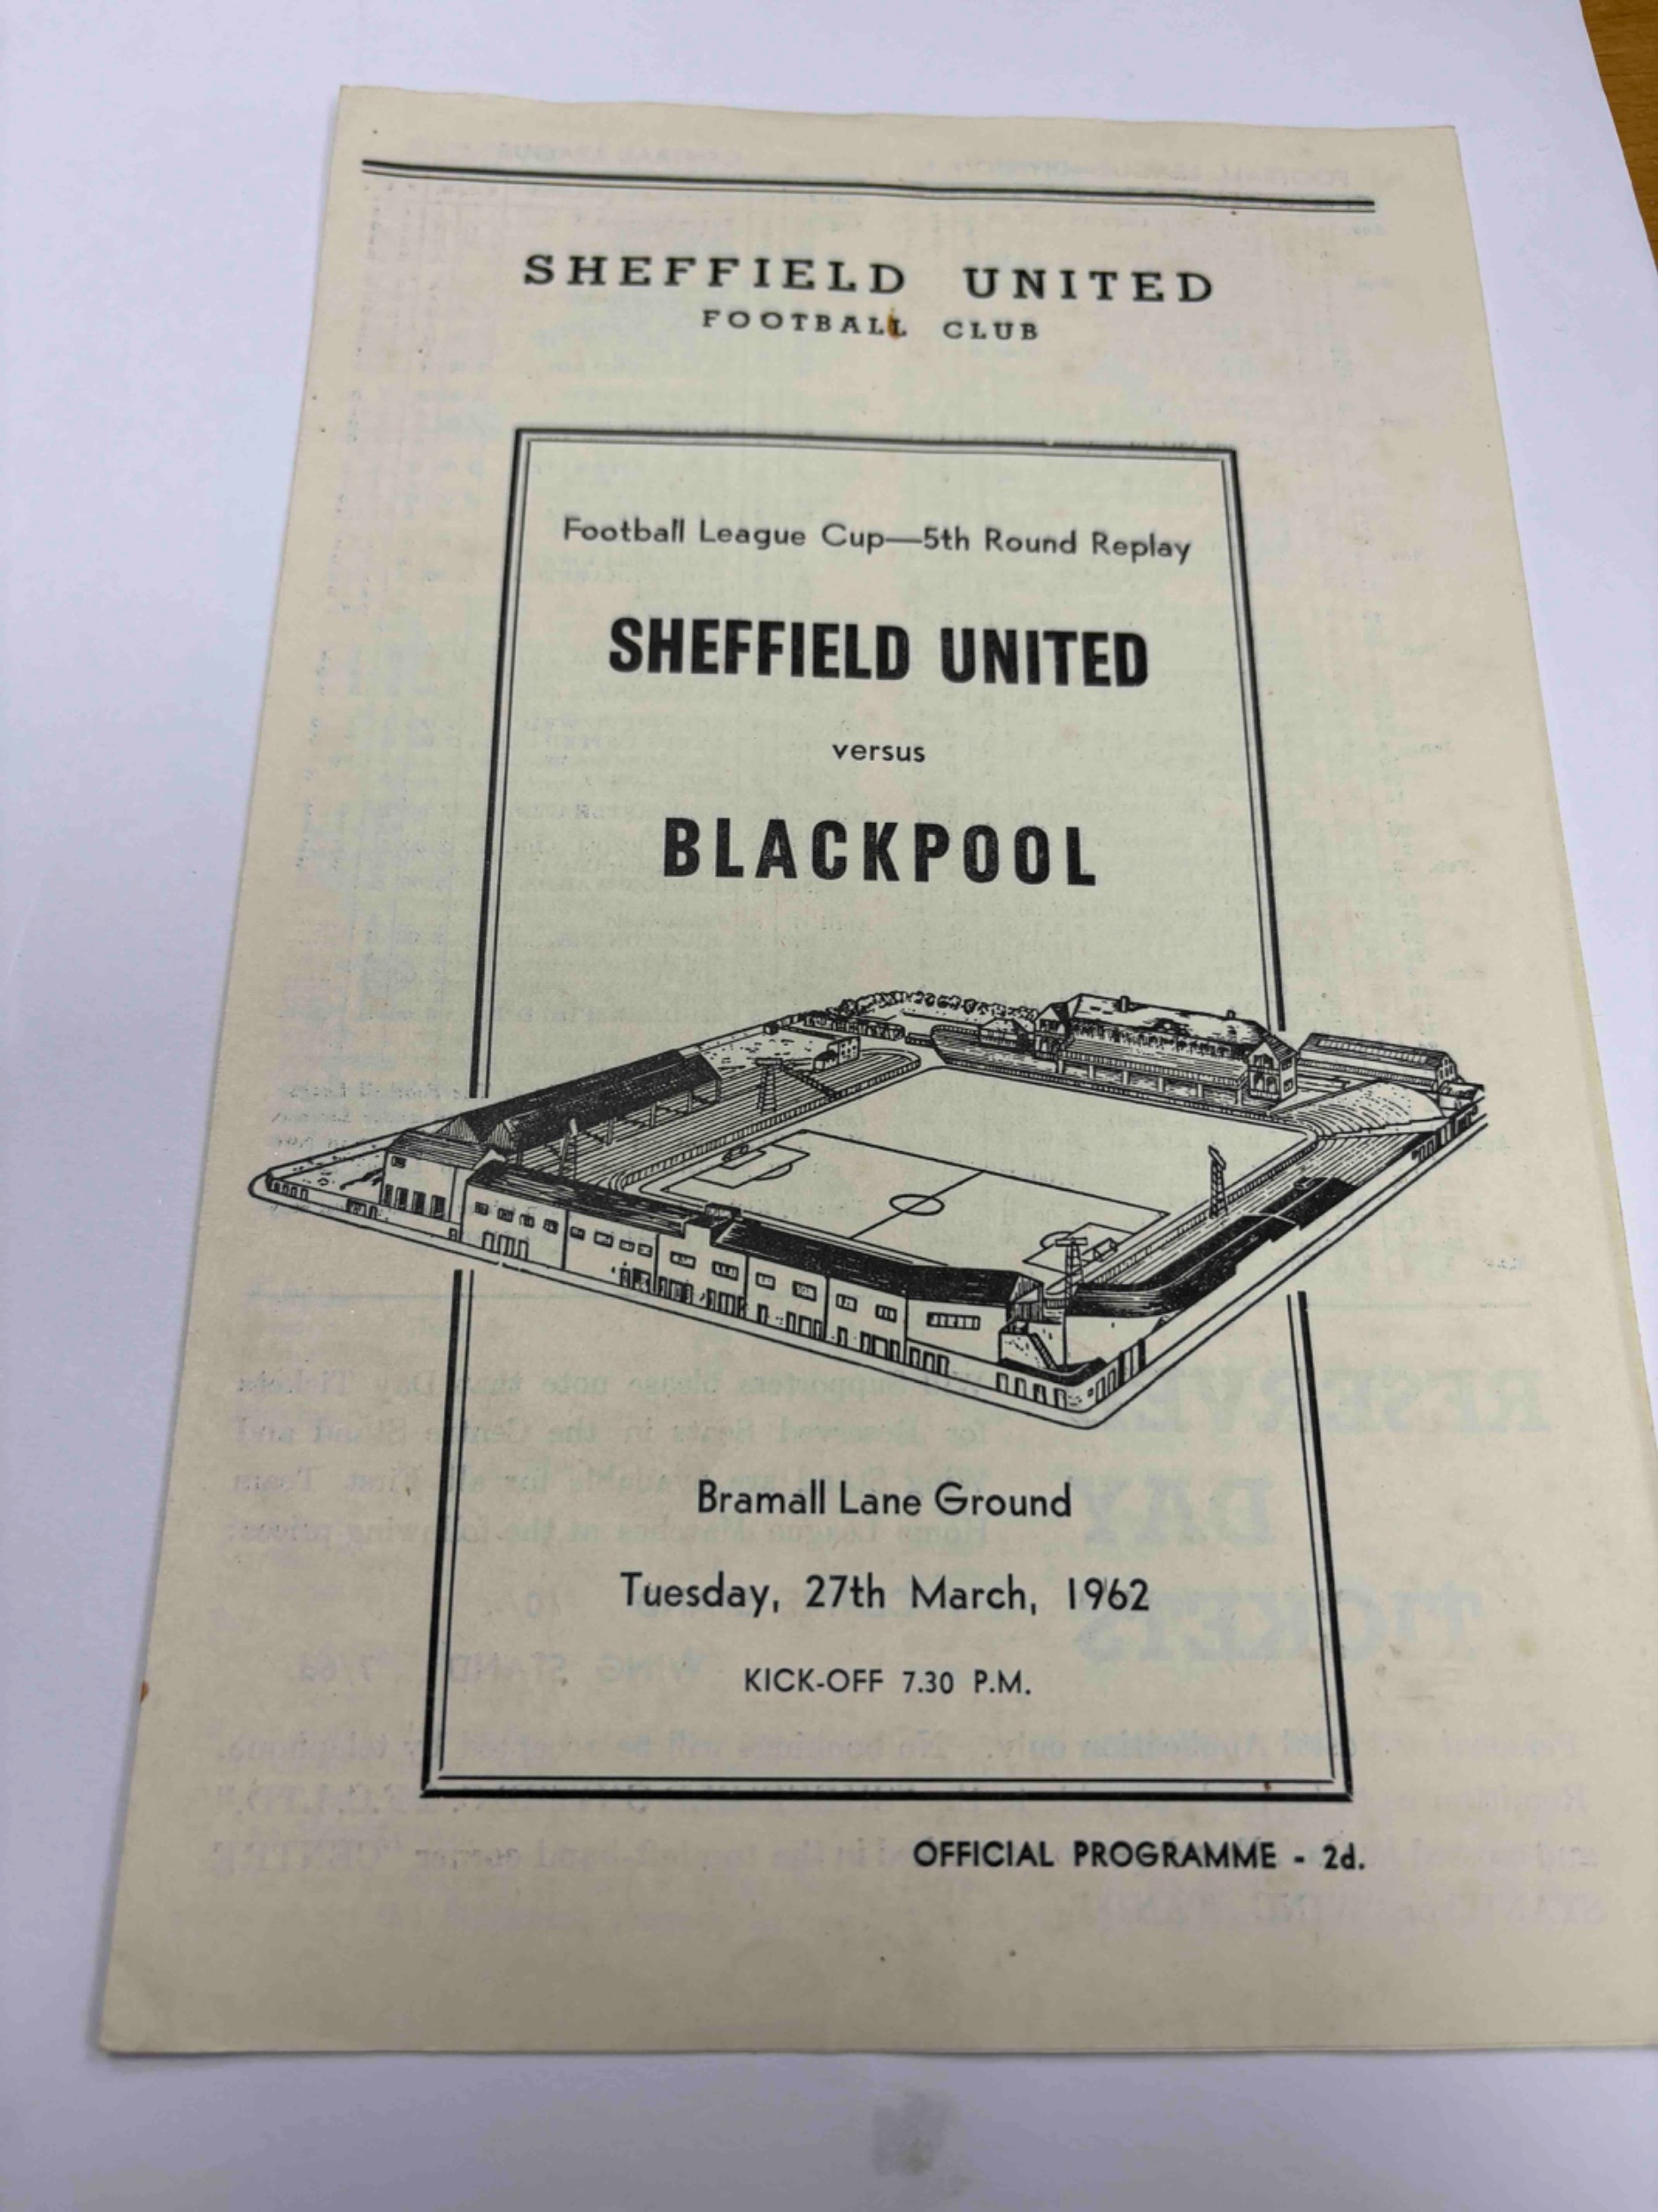 SHEFFIELD UNITED
FOOTBALL CLUB
Football League Cup—5th Round Replay
SHEFFIELD UNITED
versus
BLACKPOOL
Bramall Lane Ground
Tuesday, 27th March, 1962
KICK-OFF 7.30 P.M.
OFFICIAL PROGRAMME - 2d.